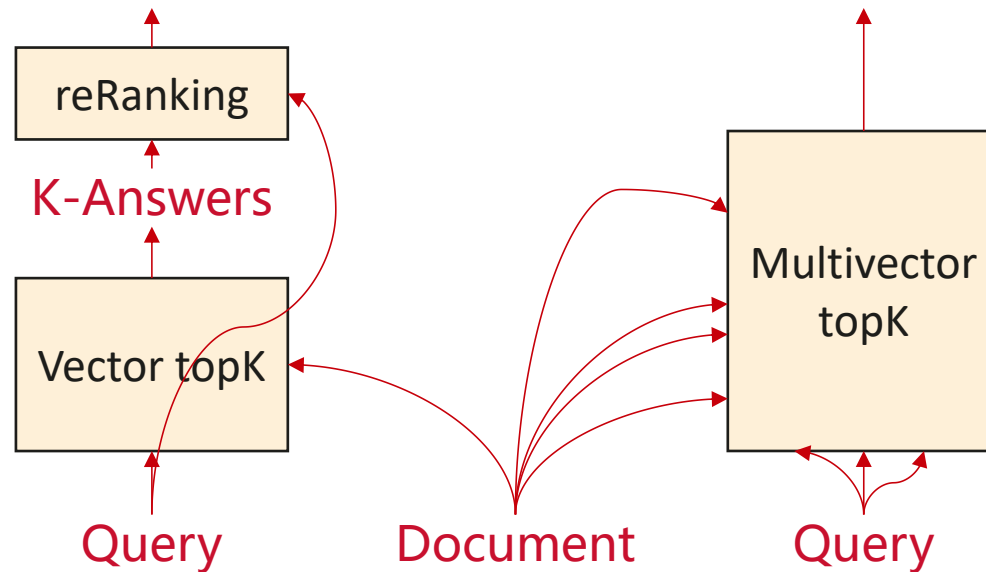 reRanking
K-Answers
Vector topK
Multivector
topK
Query
Document
Query